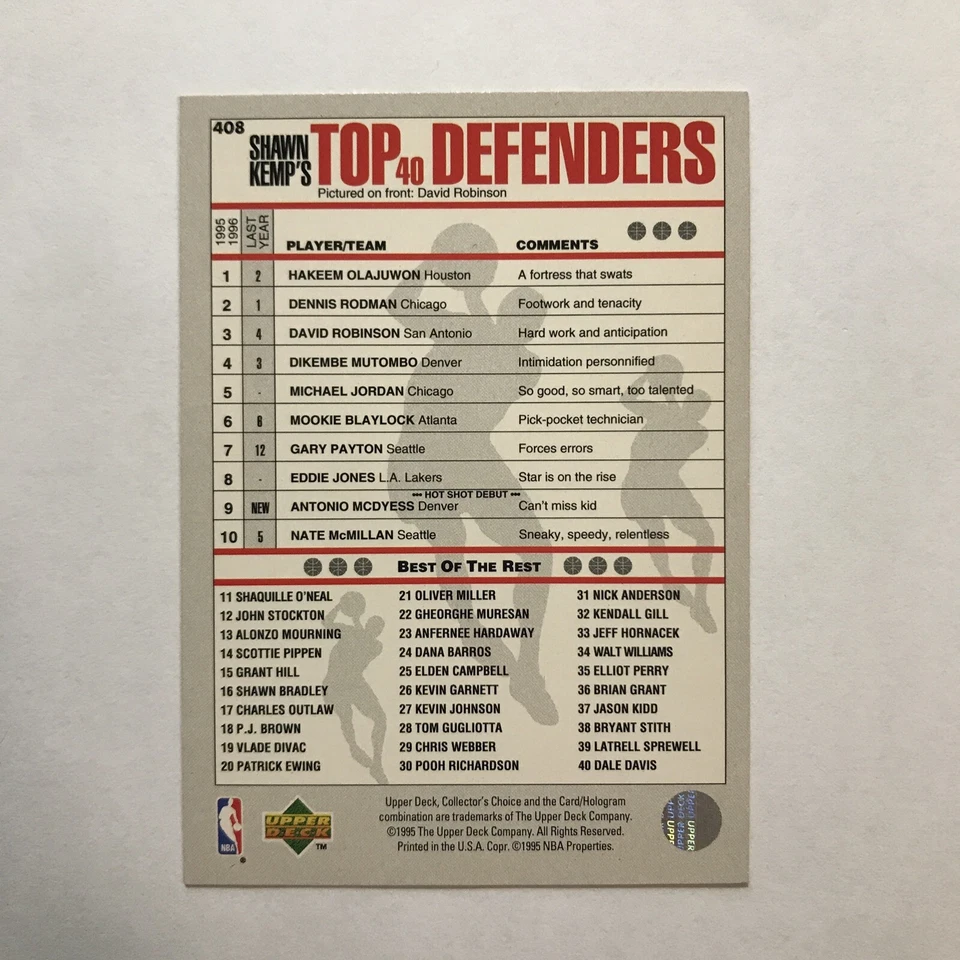 408
SHAWN KEMP'S TOP 40 DEFENDERS
Pictured on front: David Robinson
1995 1996 LAST YEAR PLAYER/TEAM COMMENTS
1 2 HAKEEM OLAJUWON Houston A fortress that swats
2 1 DENNIS RODMAN Chicago Footwork and tenacity
3 4 DAVID ROBINSON San Antonio Hard work and anticipation
4 3 DIKEMBE MUTOMBO Denver Intimidation personnified
5 - MICHAEL JORDAN Chicago So good, so smart, too talented
6 MOOKIE BLAYLOCK Atlanta Pick-pocket technician
7 12 GARY PAYTON Seattle Forces errors
8 - EDDIE JONES L.A. Lakers Star is on the rise
••• HOT SHOT DEBUT •••
9 NEW ANTONIO MCDYESS Denver Can't miss kid
10 5 NATE McMILLAN Seattle Sneaky, speedy, relentless
BEST OF THE REST
11 SHAQUILLE O'NEAL
12 JOHN STOCKTON
13 ALONZO MOURNING
14 SCOTTIE PIPPEN
15 GRANT HILL
16 SHAWN BRADLEY
17 CHARLES OUTLAW
18 P.J. BROWN
19 VLADE DIVAC
20 PATRICK EWING
21 OLIVER MILLER
22 GHEORGHE MURESAN
23 ANFERNEE HARDAWAY
24 DANA BARROS
25 ELDEN CAMPBELL
26 KEVIN GARNETT
27 KEVIN JOHNSON
28 TOM GUGLIOTTA
29 CHRIS WEBBER
30 POOH RICHARDSON
31 NICK ANDERSON
32 KENDALL GILL
33 JEFF HORNACEK
34 WALT WILLIAMS
35 ELLIOT PERRY
36 BRIAN GRANT
37 JASON KIDD
38 BRYANT STITH
39 LATRELL SPREWELL
40 DALE DAVIS
NBA ®
UPPER DECK ™
Upper Deck, Collector's Choice and the Card/Hologram
combination are trademarks of The Upper Deck Company.
©1995 The Upper Deck Company. All Rights Reserved.
Printed in the U.S.A. Copr. ©1995 NBA Properties.
UPPER DECK
UPPER